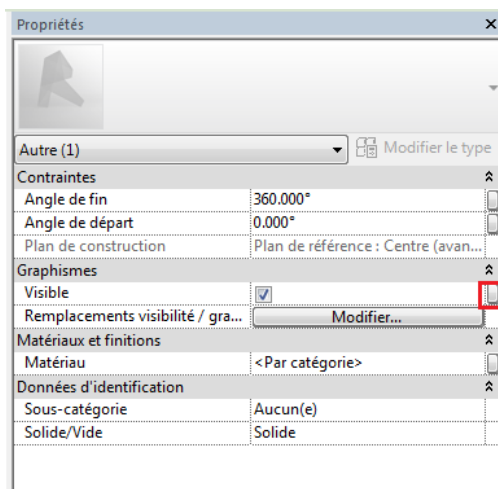 Propriétés
Autre (1) Modifier le type
Contraintes
Angle de fin 360.000°
Angle de départ 0.000°
Plan de construction Plan de référence : Centre (avan...
Graphismes
Visible
Remplacements visibilité / gra... Modifier...
Matériaux et finitions
Matériau <Par catégorie>
Données d'identification
Sous-catégorie Aucun(e)
Solide/Vide Solide